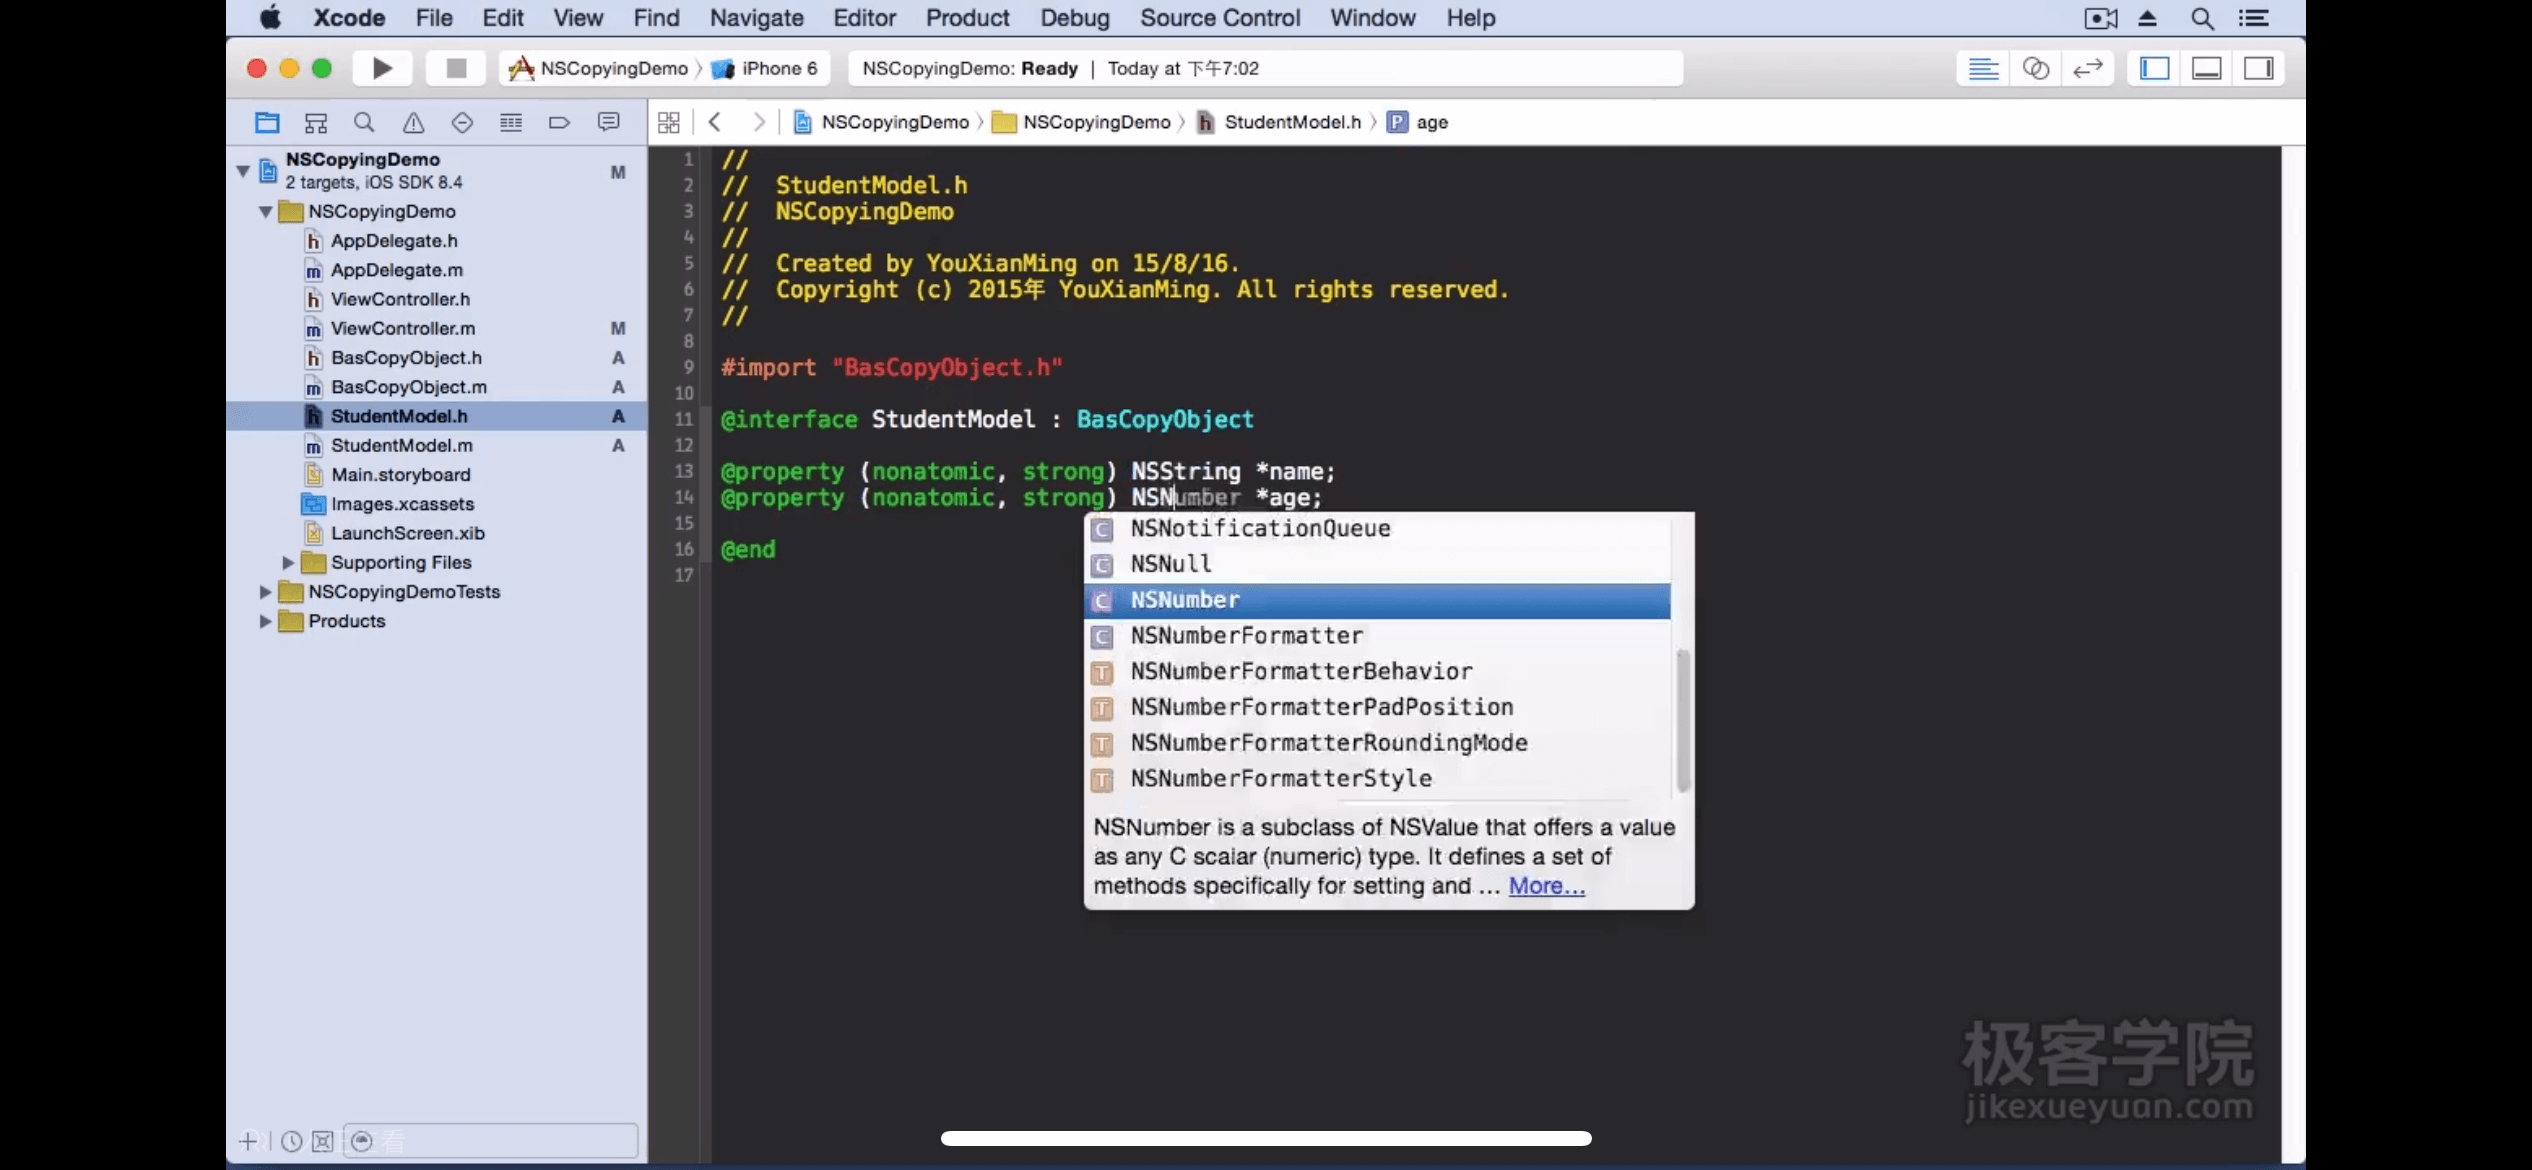 Xcode File Edit View Find Navigate Editor Product Debug Source Control Window Help
NSCopyingDemo 〉 iPhone 6
NSCopyingDemo: Ready | Today at 下午7:02
NSCopyingDemo 〉 NSCopyingDemo 〉 StudentModel.h 〉 age
NSCopyingDemo
2 targets, iOS SDK 8.4
M
NSCopyingDemo
AppDelegate.h
AppDelegate.m
ViewController.h
ViewController.m M
BasCopyObject.h A
BasCopyObject.m A
StudentModel.h A
StudentModel.m A
Main.storyboard
Images.xcassets
LaunchScreen.xib
Supporting Files
NSCopyingDemoTests
Products
1 //
2 // StudentModel.h
3 // NSCopyingDemo
4 //
5 // Created by YouXianMing on 15/8/16.
6 // Copyright (c) 2015年 YouXianMing. All rights reserved.
7 //
8
9 #import "BasCopyObject.h"
10
11 @interface StudentModel : BasCopyObject
12
13 @property (nonatomic, strong) NSString *name;
14 @property (nonatomic, strong) NSNumber *age;
15
16 @end
17
C NSNotificationQueue
C NSNull
C NSNumber
C NSNumberFormatter
T NSNumberFormatterBehavior
T NSNumberFormatterPadPosition
T NSNumberFormatterRoundingMode
T NSNumberFormatterStyle
NSNumber is a subclass of NSValue that offers a value
as any C scalar (numeric) type. It defines a set of
methods specifically for setting and ... More...
极客学院
jikexueyuan.com